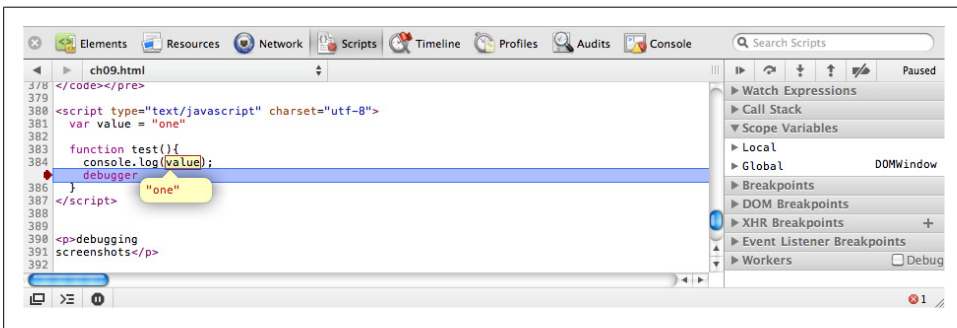 Elements Resources Network Scripts Timeline Profiles Audits Console Search Scripts
ch09.html Paused
378 </code></pre>
379
380 <script type="text/javascript" charset="utf-8">
381 var value = "one"
382
383 function test(){
384 console.log(value);
debugger
"one"
386 }
387 </script>
388
389
390 <p>debugging
391 screenshots</p>
392
Watch Expressions
Call Stack
Scope Variables
Local
Global DOMWindow
Breakpoints
DOM Breakpoints
XHR Breakpoints +
Event Listener Breakpoints
Workers Debug
1